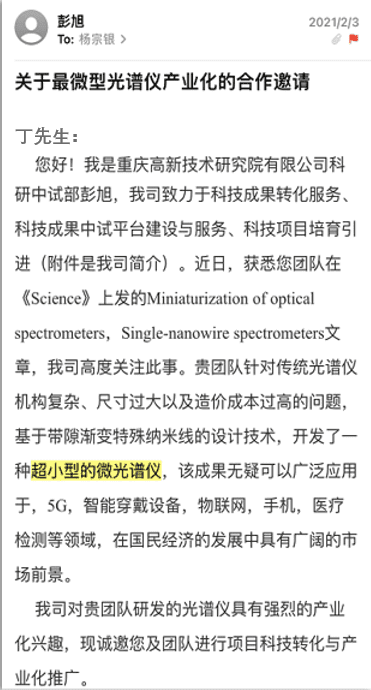 彭旭
2021/2/3
To: 杨宗银
关于最微型光谱仪产业化的合作邀请
丁先生：
您好！我是重庆高新技术研究院有限公司科
研中试部彭旭，我司致力于科技成果转化服务、
科技成果中试平台建设与服务、科技项目培育引
进（附件是我司简介）。近日，获悉您团队在
《Science》上发的Miniaturization of optical
spectrometers，Single-nanowire spectrometers文
章，我司高度关注此事。贵团队针对传统光谱仪
机构复杂、尺寸过大以及造价成本过高的问题，
基于带隙渐变特殊纳米线的设计技术，开发了一
种超小型的微光谱仪，该成果无疑可以广泛应用
于，5G，智能穿戴设备，物联网，手机，医疗
检测等领域，在国民经济的发展中具有广阔的市
场前景。
我司对贵团队研发的光谱仪具有强烈的产业
化兴趣，现诚邀您及团队进行项目科技转化与产
业化推广。